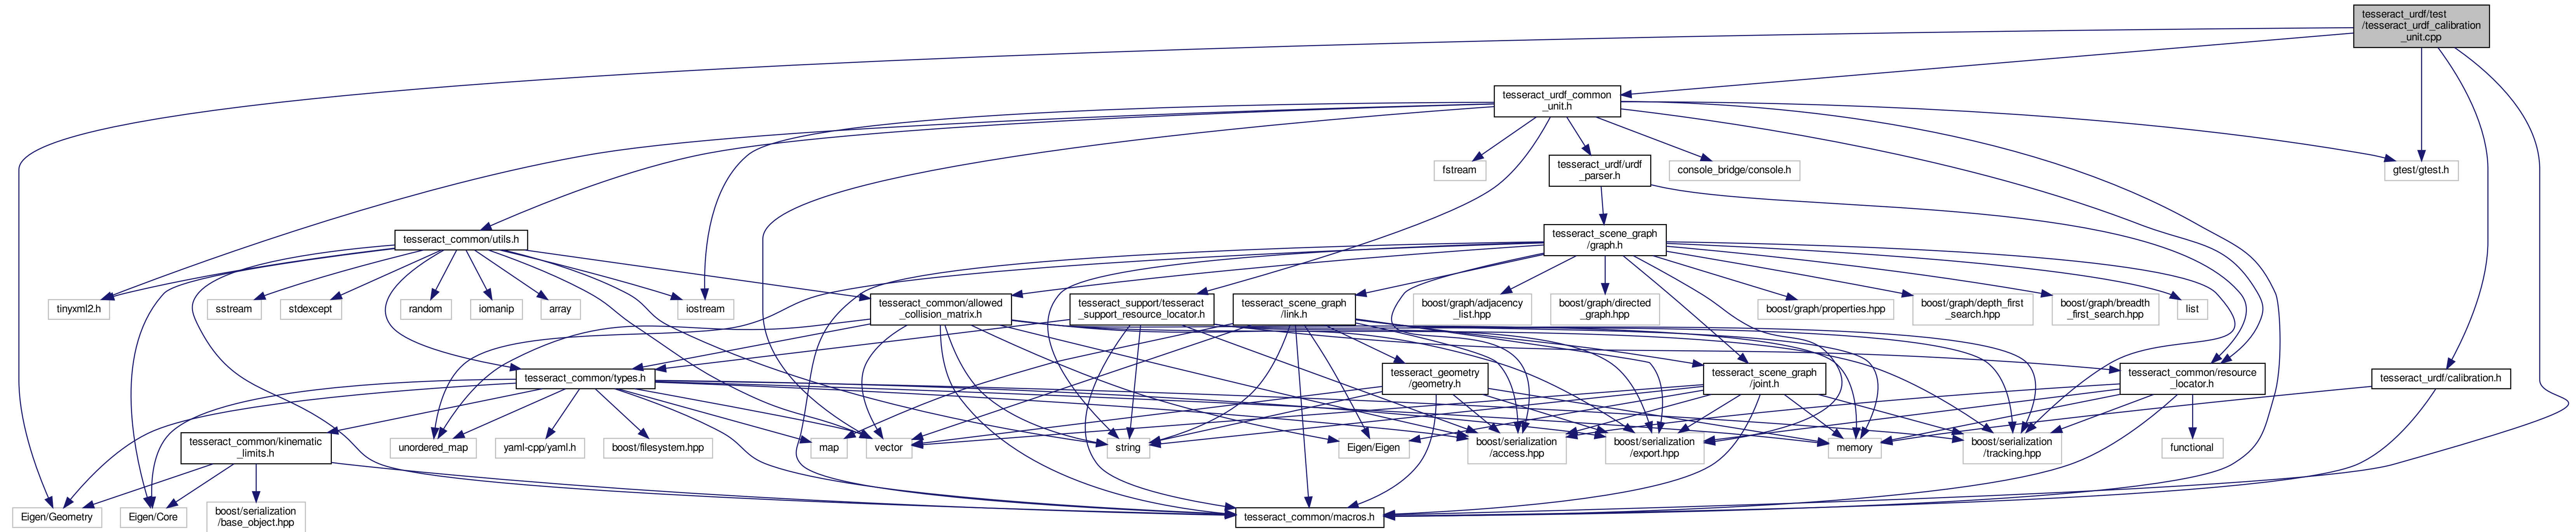 tesseract_urdf/test
/tesseract_urdf_calibration
_unit.cpp
tesseract_urdf_common
_unit.h
fstream
tesseract_urdf/urdf
_parser.h
console_bridge/console.h
gtest/gtest.h
tesseract_common/utils.h
tesseract_scene_graph
/graph.h
tinyxml2.h
sstream
stdexcept
random
iomanip
array
iostream
tesseract_common/allowed
_collision_matrix.h
tesseract_support/tesseract
_support_resource_locator.h
tesseract_scene_graph
/link.h
boost/graph/adjacency
_list.hpp
boost/graph/directed
_graph.hpp
boost/graph/properties.hpp
boost/graph/depth_first
_search.hpp
boost/graph/breadth
_first_search.hpp
list
tesseract_common/types.h
tesseract_geometry
/geometry.h
tesseract_scene_graph
/joint.h
tesseract_common/resource
_locator.h
tesseract_urdf/calibration.h
tesseract_common/kinematic
_limits.h
unordered_map
yaml-cpp/yaml.h
boost/filesystem.hpp
map
vector
string
Eigen/Eigen
boost/serialization
/access.hpp
boost/serialization
/export.hpp
memory
boost/serialization
/tracking.hpp
functional
Eigen/Geometry
Eigen/Core
boost/serialization
/base_object.hpp
tesseract_common/macros.h